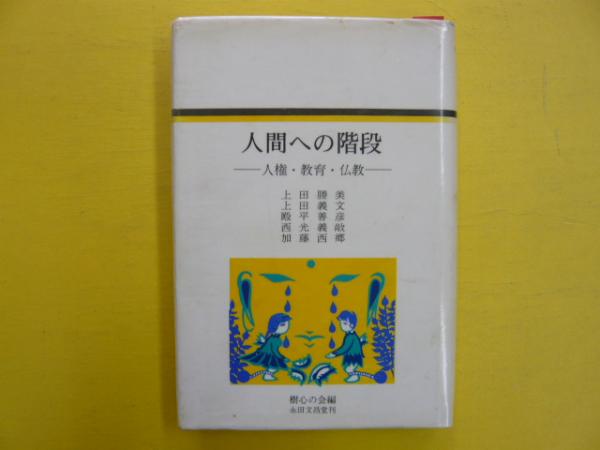 人間への階段
──人権・教育・仏教──
上田勝美
上田義文
殿平善彦
西光義敞
加藤西郷
樹心の会編
永田文昌堂刊